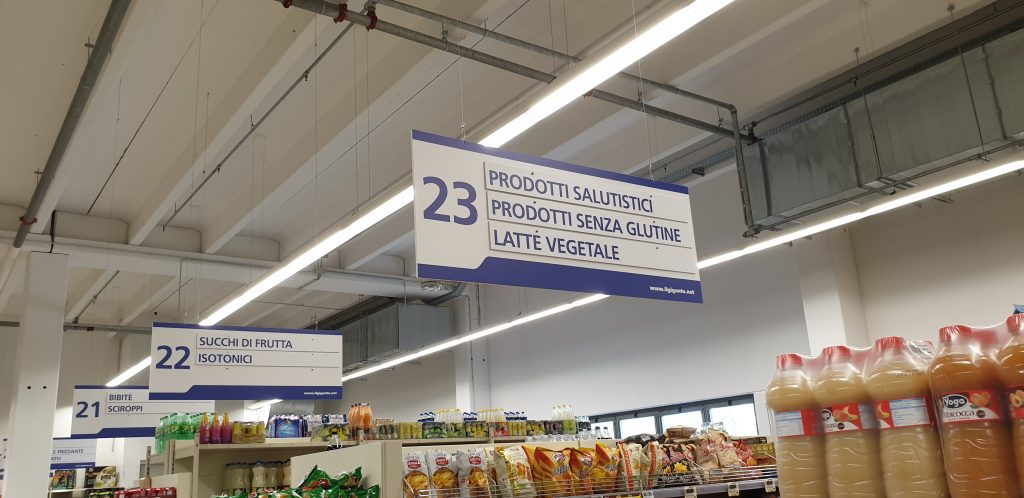 23
PRODOTTI SALUTISTICI
PRODOTTI SENZA GLUTINE
LATTE VEGETALE
www.ilgigante.net
22
SUCCHI DI FRUTTA
ISOTONICI
21
BIBITE
SCIROPPI
FRIZZANTE
Yoga